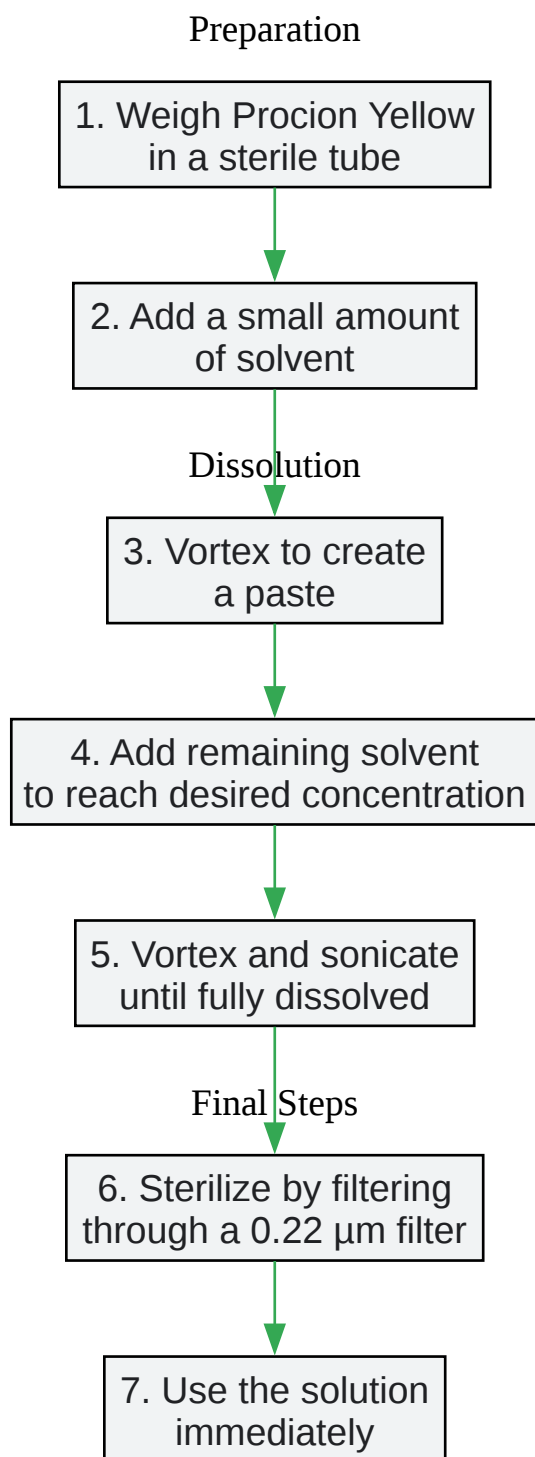 Preparation
1. Weigh Procion Yellow
in a sterile tube
2. Add a small amount
of solvent
Dissolution
3. Vortex to create
a paste
4. Add remaining solvent
to reach desired concentration
5. Vortex and sonicate
until fully dissolved
Final Steps
6. Sterilize by filtering
through a 0.22 µm filter
7. Use the solution
immediately